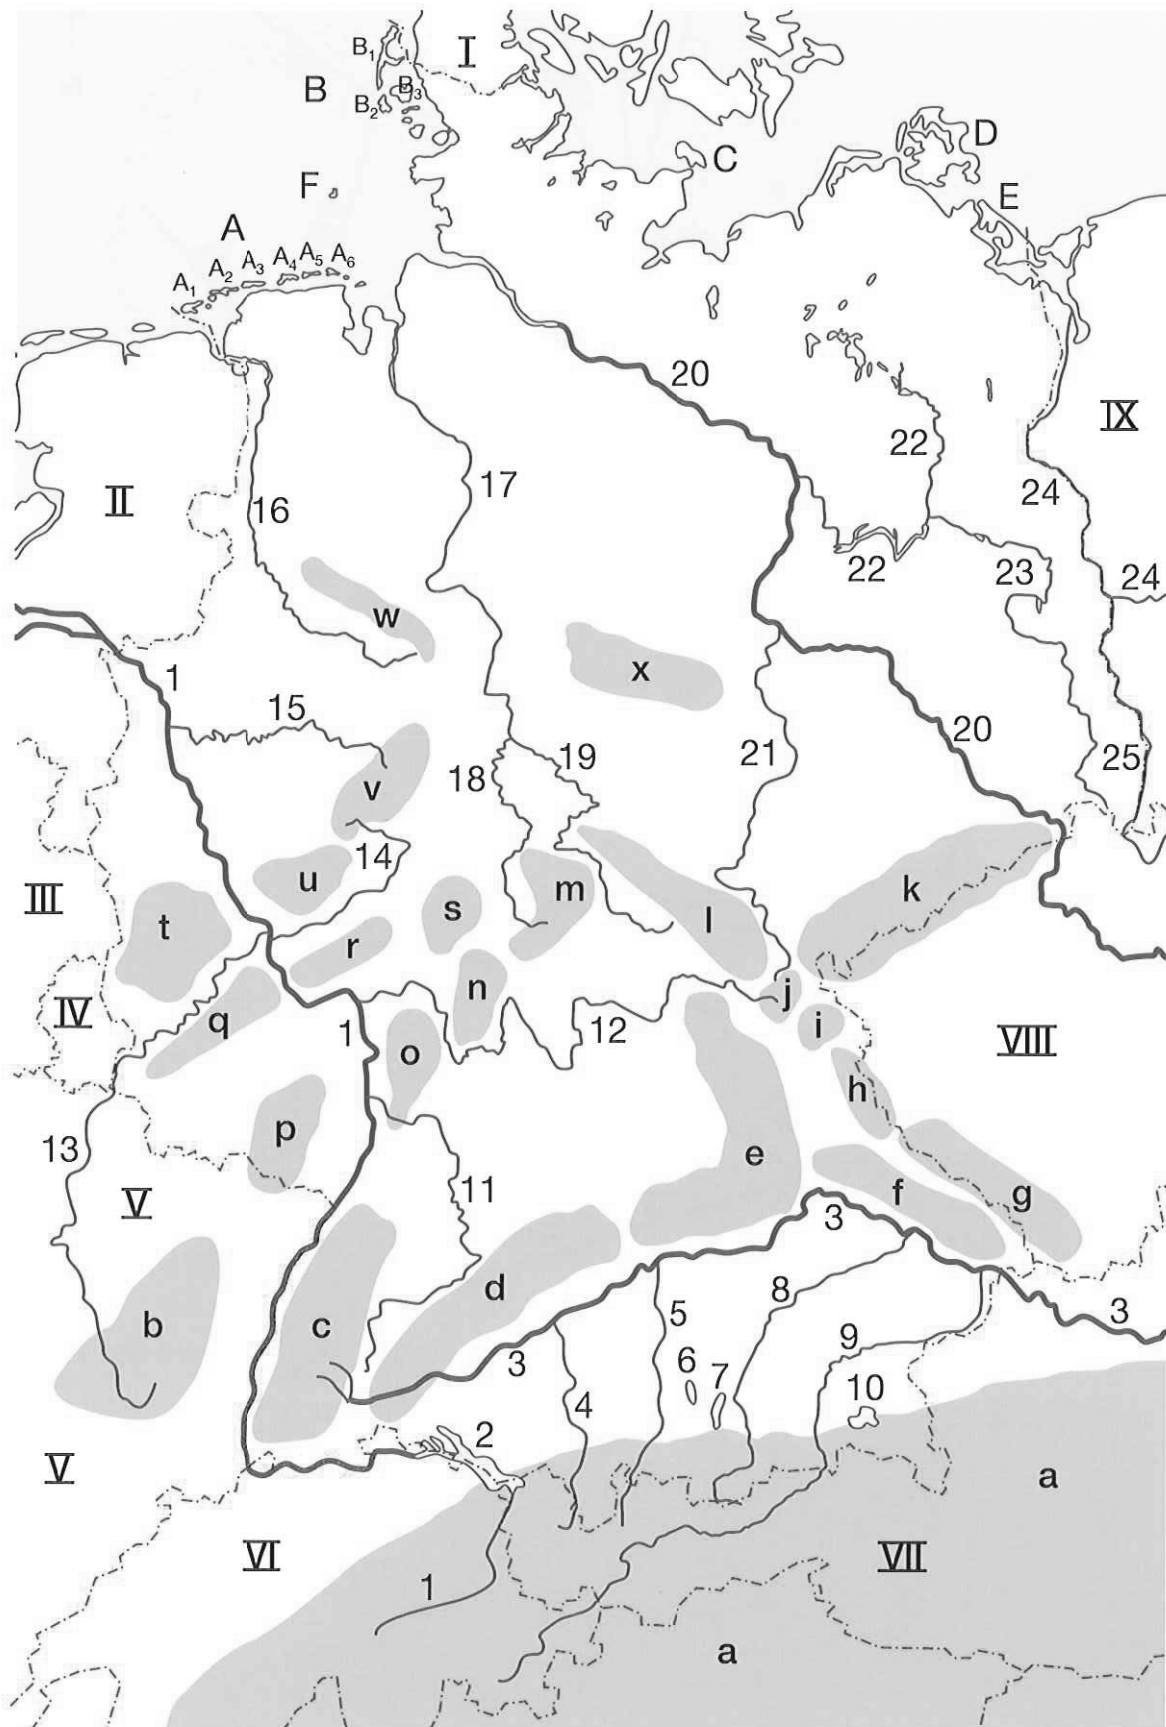 B₁
I
B
B₃
B₂
C
D
F
E
A
A₁ A₂ A₃ A₄ A₅ A₆
20
IX
22
17
24
II
16
22
23
24
w
x
1
15
20
19
21
18
25
v
14
III
u
t
s
m
k
l
r
IV
q
n
j
i
1
12
VIII
o
h
13
p
e
11
f
g
V
3
d
8
5
b
c
9
3
6
7
3
10
4
2
V
a
VI
VII
1
a